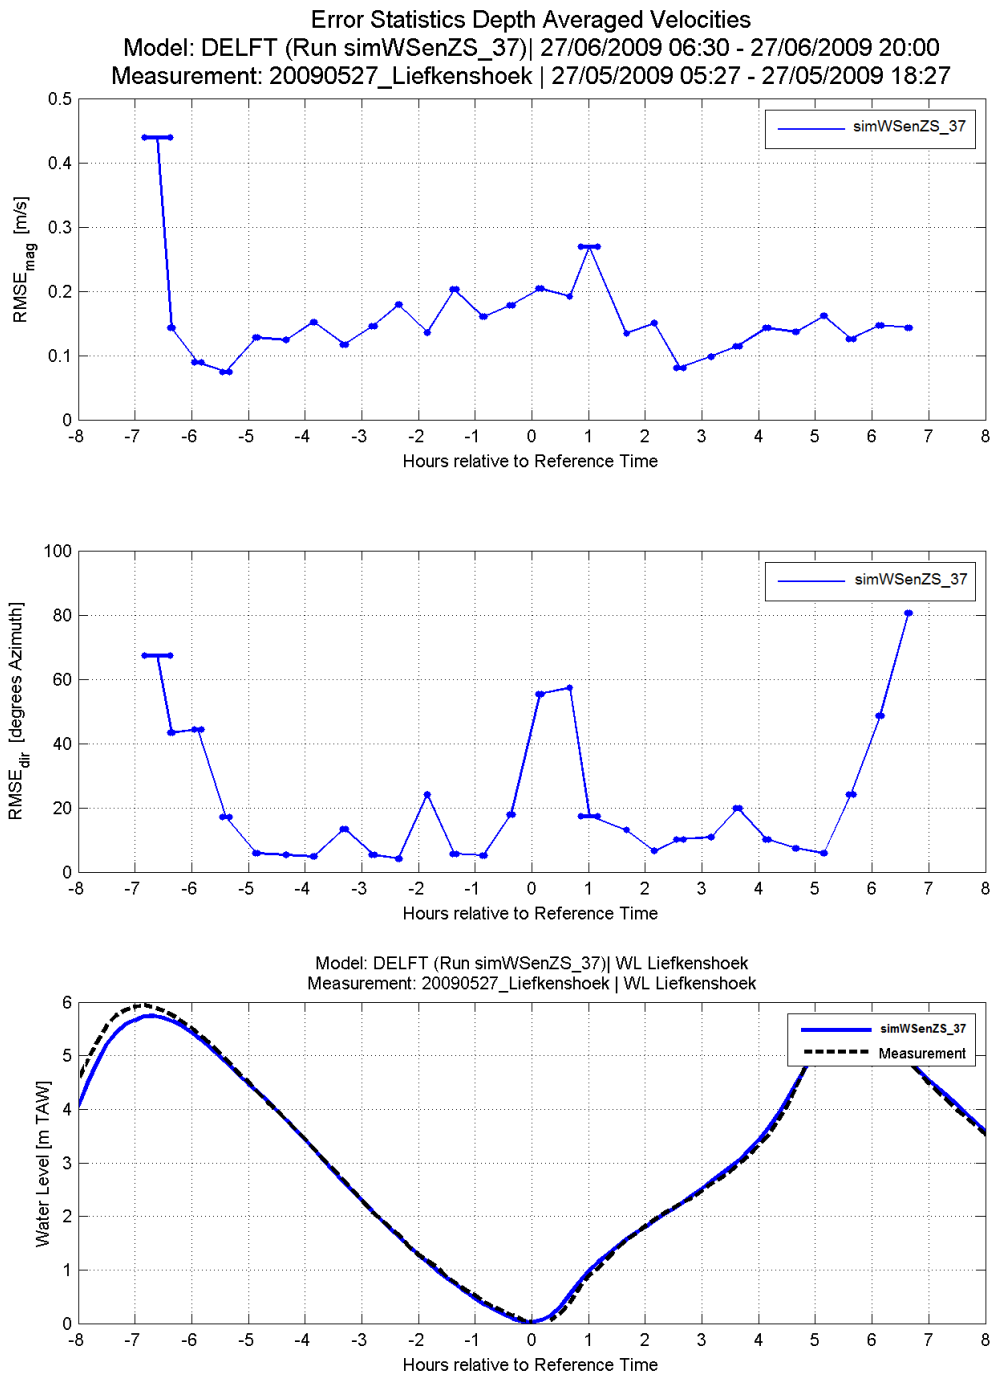 Error Statistics Depth Averaged Velocities
Model: DELFT (Run simWSenZS_37)| 27/06/2009 06:30 - 27/06/2009 20:00
Measurement: 20090527_Liefkenshoek | 27/05/2009 05:27 - 27/05/2009 18:27
0.5
0.4
0.3
0.2
0.1
0
RMSE_mag [m/s]
simWSenZS_37
-8 -7 -6 -5 -4 -3 -2 -1 0 1 2 3 4 5 6 7 8
Hours relative to Reference Time
100
80
60
40
20
0
RMSE_dir [degrees Azimuth]
simWSenZS_37
-8 -7 -6 -5 -4 -3 -2 -1 0 1 2 3 4 5 6 7 8
Hours relative to Reference Time
Model: DELFT (Run simWSenZS_37)| WL Liefkenshoek
Measurement: 20090527_Liefkenshoek | WL Liefkenshoek
6
5
4
3
2
1
0
Water Level [m TAW]
simWSenZS_37
Measurement
-8 -7 -6 -5 -4 -3 -2 -1 0 1 2 3 4 5 6 7 8
Hours relative to Reference Time